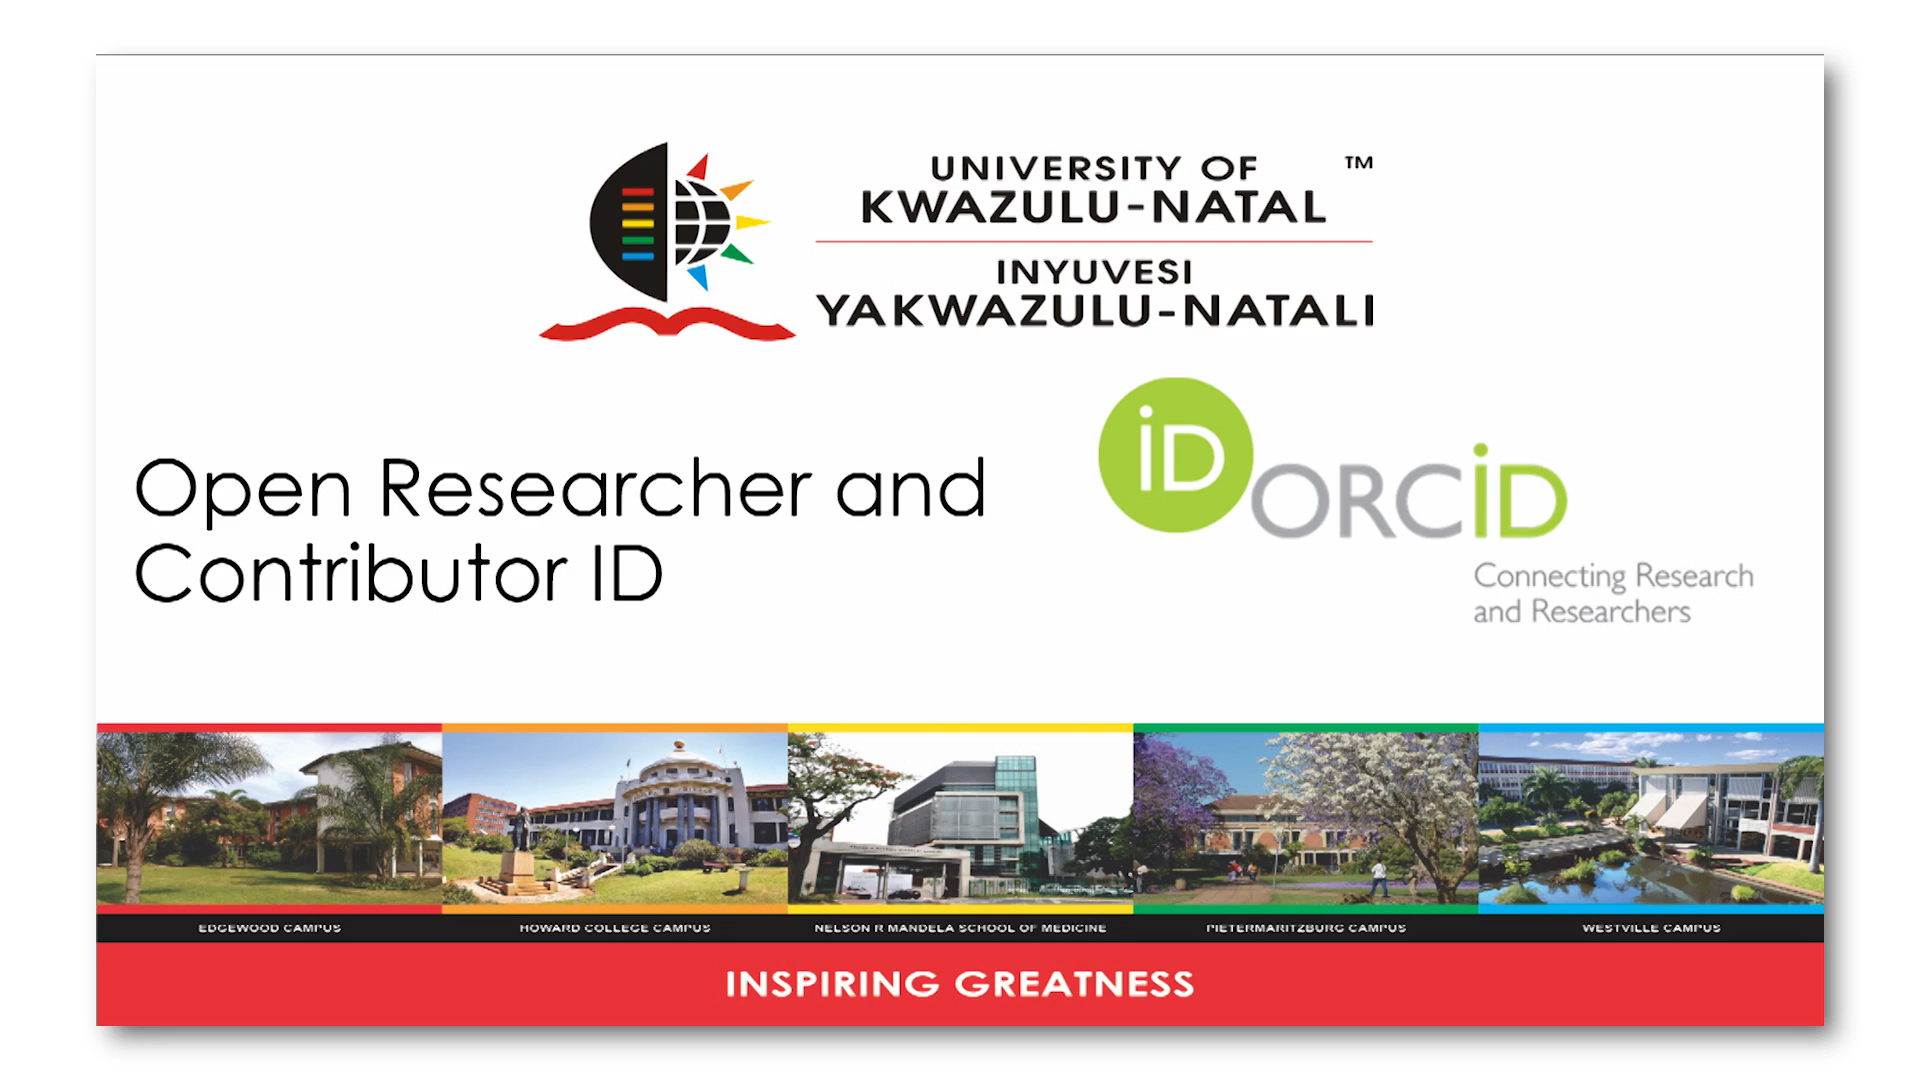 UNIVERSITY OF ™
KWAZULU-NATAL
INYUVESI
YAKWAZULU-NATALI
iD ORCID
Connecting Research
and Researchers
Open Researcher and
Contributor ID
EDGEWOOD CAMPUS
HOWARD COLLEGE CAMPUS
NELSON R MANDELA SCHOOL OF MEDICINE
PIETERMARITZBURG CAMPUS
WESTVILLE CAMPUS
INSPIRING GREATNESS